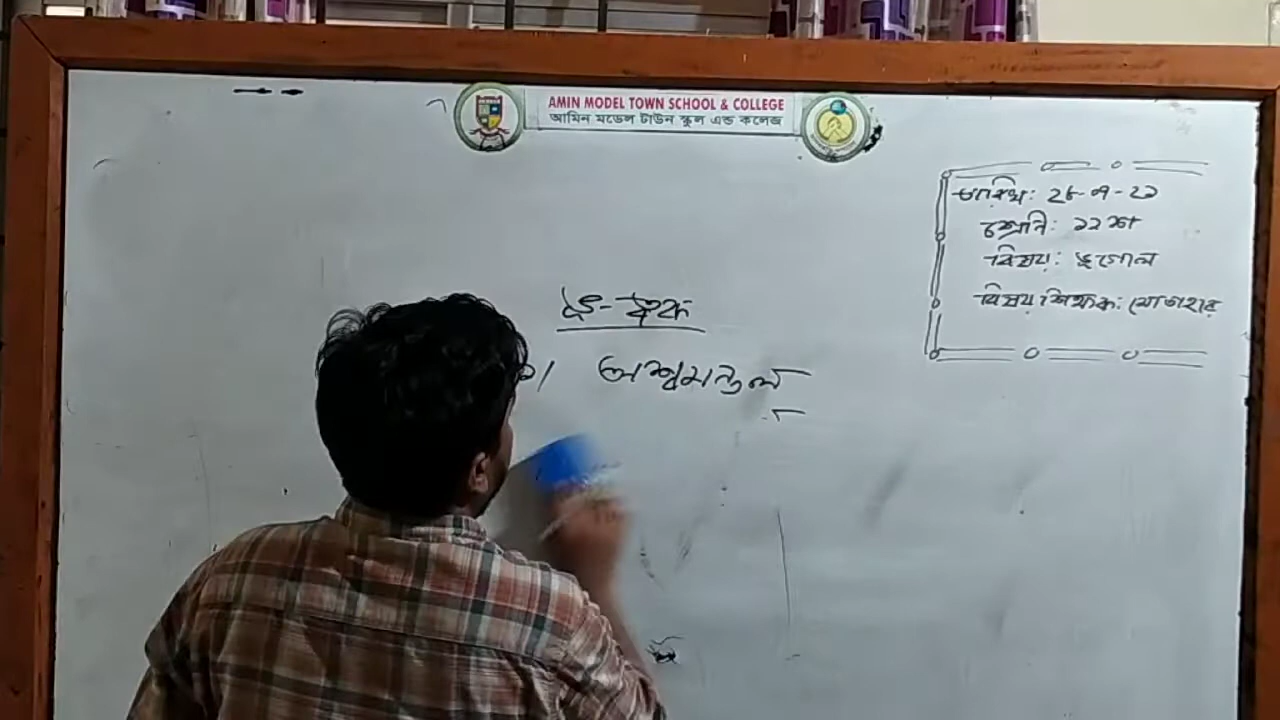 AMIN MODEL TOWN SCHOOL & COLLEGE
আমিন মডেল টাউন স্কুল এন্ড কলেজ
তারিখ: ২৮-৭-২১
শ্রেণি: ১২ শ
বিষয়: ভূগোল
বিষয় শিক্ষক: মোতাহার
ভূ-ত্বক
১। অশ্মমন্ডল